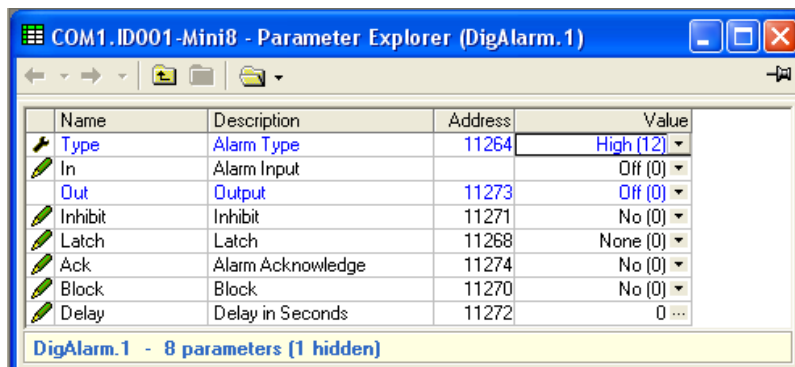 COM1.ID001-Mini8 - Parameter Explorer (DigAlarm.1)
Name Description Address Value
Type Alarm Type 11264 High (12)
In Alarm Input Off (0)
Out Output 11273 Off (0)
Inhibit Inhibit 11271 No (0)
Latch Latch 11268 None (0)
Ack Alarm Acknowledge 11274 No (0)
Block Block 11270 No (0)
Delay Delay in Seconds 11272 0 ...
DigAlarm.1 - 8 parameters (1 hidden)